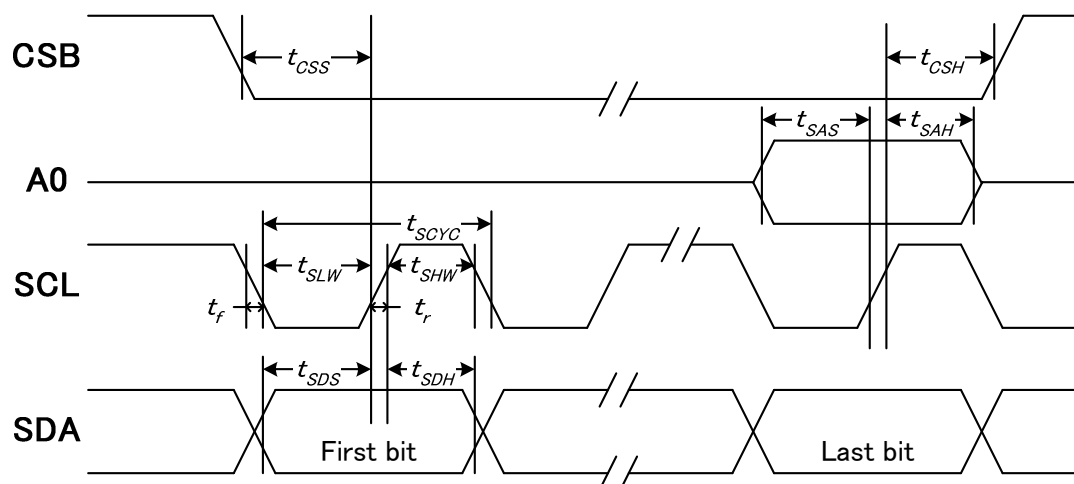 CSB
tCSS
tCSH
tSAS
tSAH
A0
tSCYC
SCL
tSLW
tSHW
tf
tr
tSDS
tSDH
SDA
First bit
Last bit